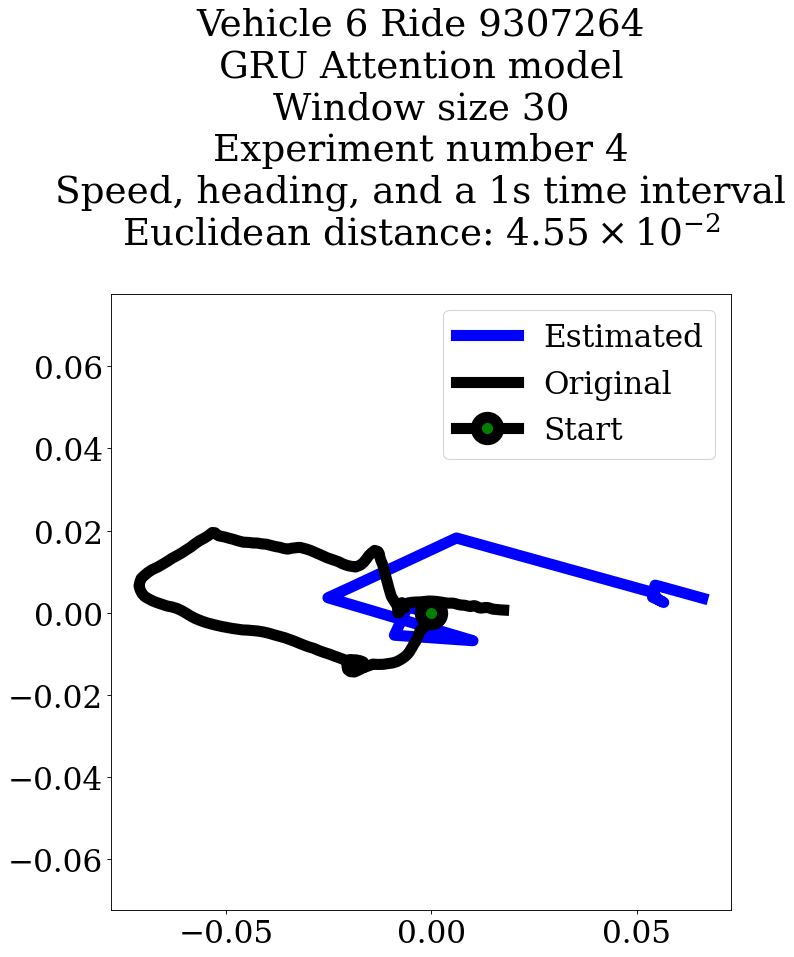 Vehicle 6 Ride 9307264
GRU Attention model
Window size 30
Experiment number 4
Speed, heading, and a 1s time interval
Euclidean distance: 4.55 × 10⁻²
Estimated
Original
Start
0.06
0.04
0.02
0.00
−0.02
−0.04
−0.06
−0.05
0.00
0.05